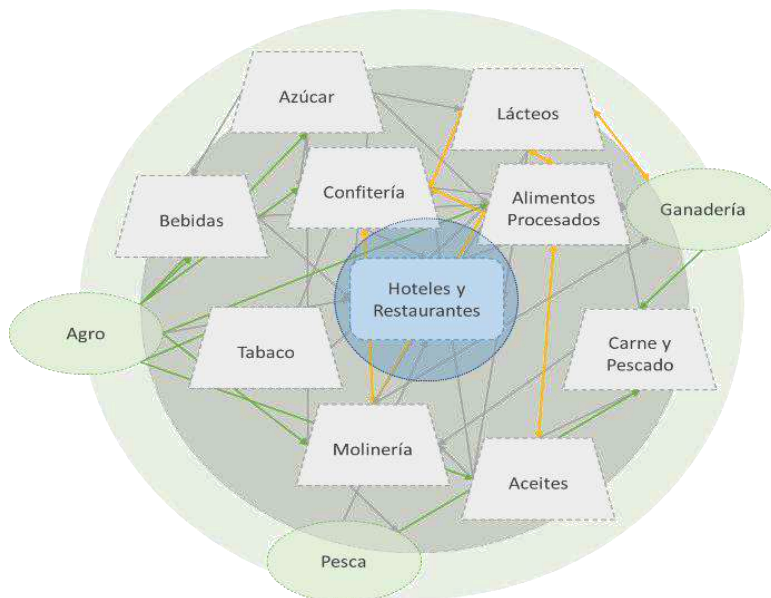 Azúcar
Lácteos
Confitería
Alimentos
Procesados
Bebidas
Ganadería
Hoteles y
Restaurantes
Agro
Tabaco
Carne y
Pescado
Molinería
Aceites
Pesca